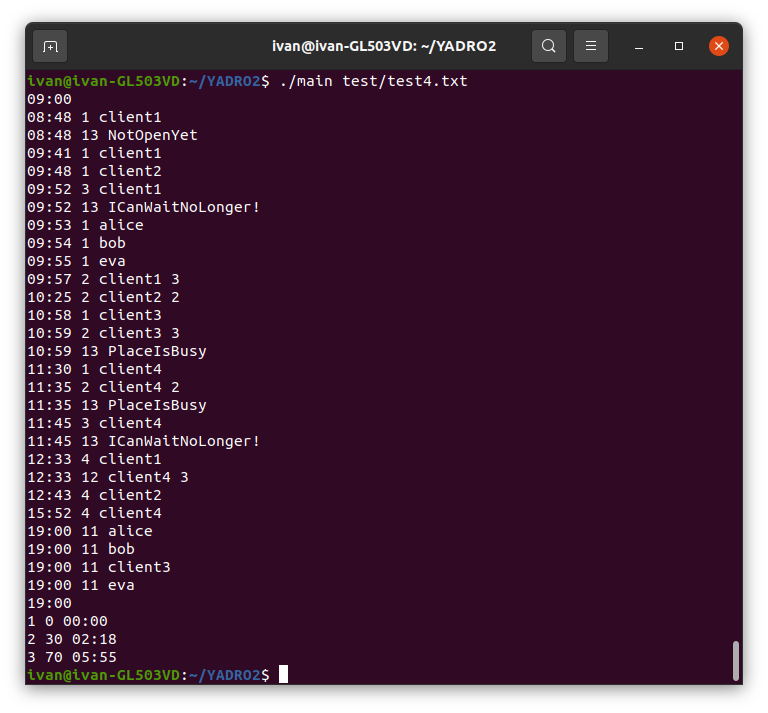 ivan@ivan-GL503VD: ~/YADRO2
ivan@ivan-GL503VD:~/YADRO2$ ./main test/test4.txt
09:00
08:48 1 client1
08:48 13 NotOpenYet
09:41 1 client1
09:48 1 client2
09:52 3 client1
09:52 13 ICanWaitNoLonger!
09:53 1 alice
09:54 1 bob
09:55 1 eva
09:57 2 client1 3
10:25 2 client2 2
10:58 1 client3
10:59 2 client3 3
10:59 13 PlaceIsBusy
11:30 1 client4
11:35 2 client4 2
11:35 13 PlaceIsBusy
11:45 3 client4
11:45 13 ICanWaitNoLonger!
12:33 4 client1
12:33 12 client4 3
12:43 4 client2
15:52 4 client4
19:00 11 alice
19:00 11 bob
19:00 11 client3
19:00 11 eva
19:00
1 0 00:00
2 30 02:18
3 70 05:55
ivan@ivan-GL503VD:~/YADRO2$